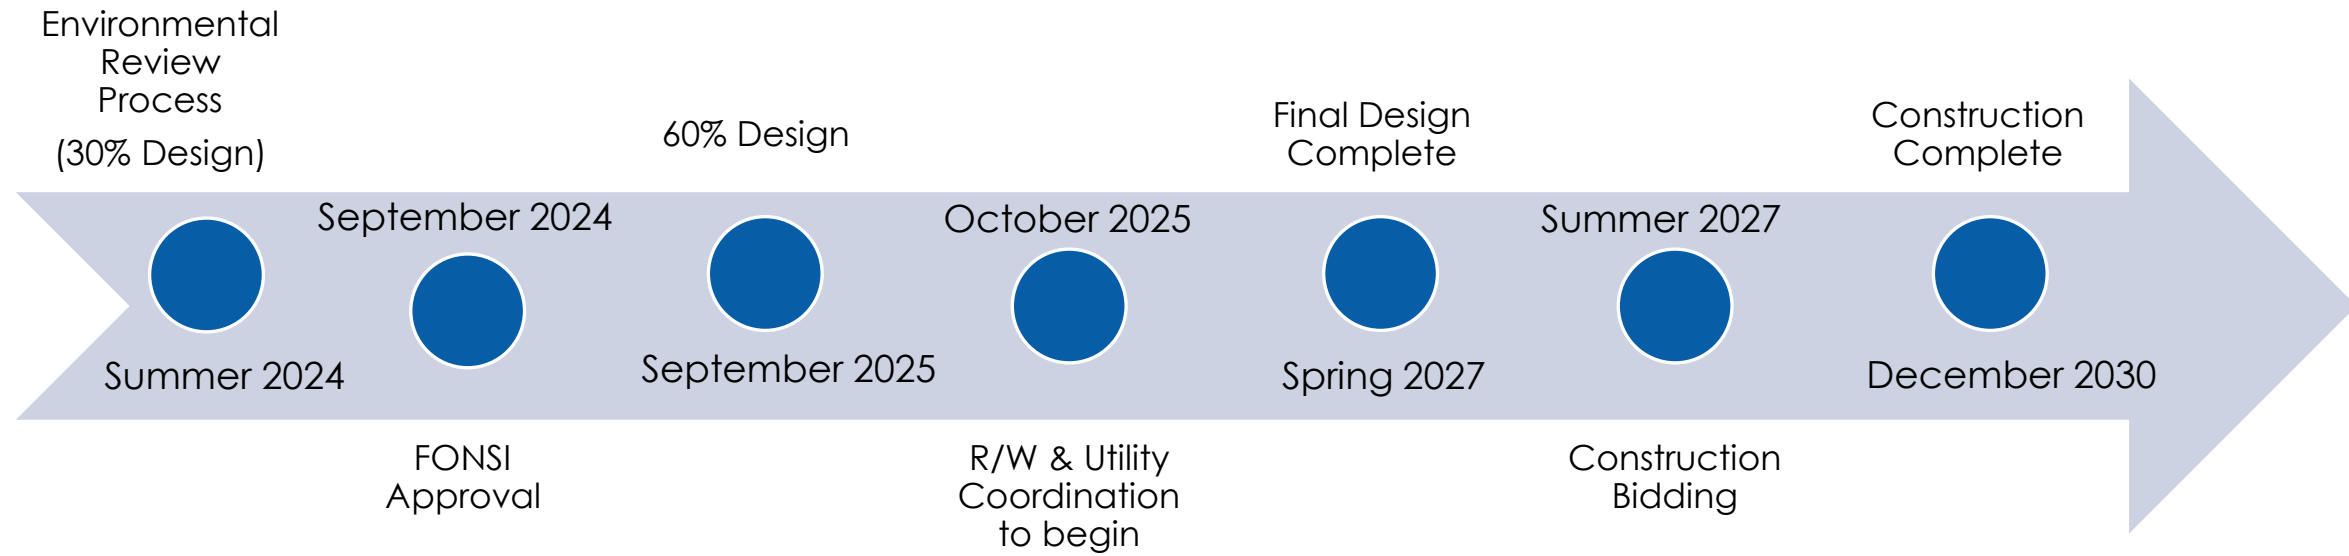 Environmental
Review
Process
(30% Design)
Summer 2024
September 2024
FONSI
Approval
60% Design
September 2025
October 2025
R/W & Utility
Coordination
to begin
Final Design
Complete
Spring 2027
Summer 2027
Construction
Bidding
Construction
Complete
December 2030